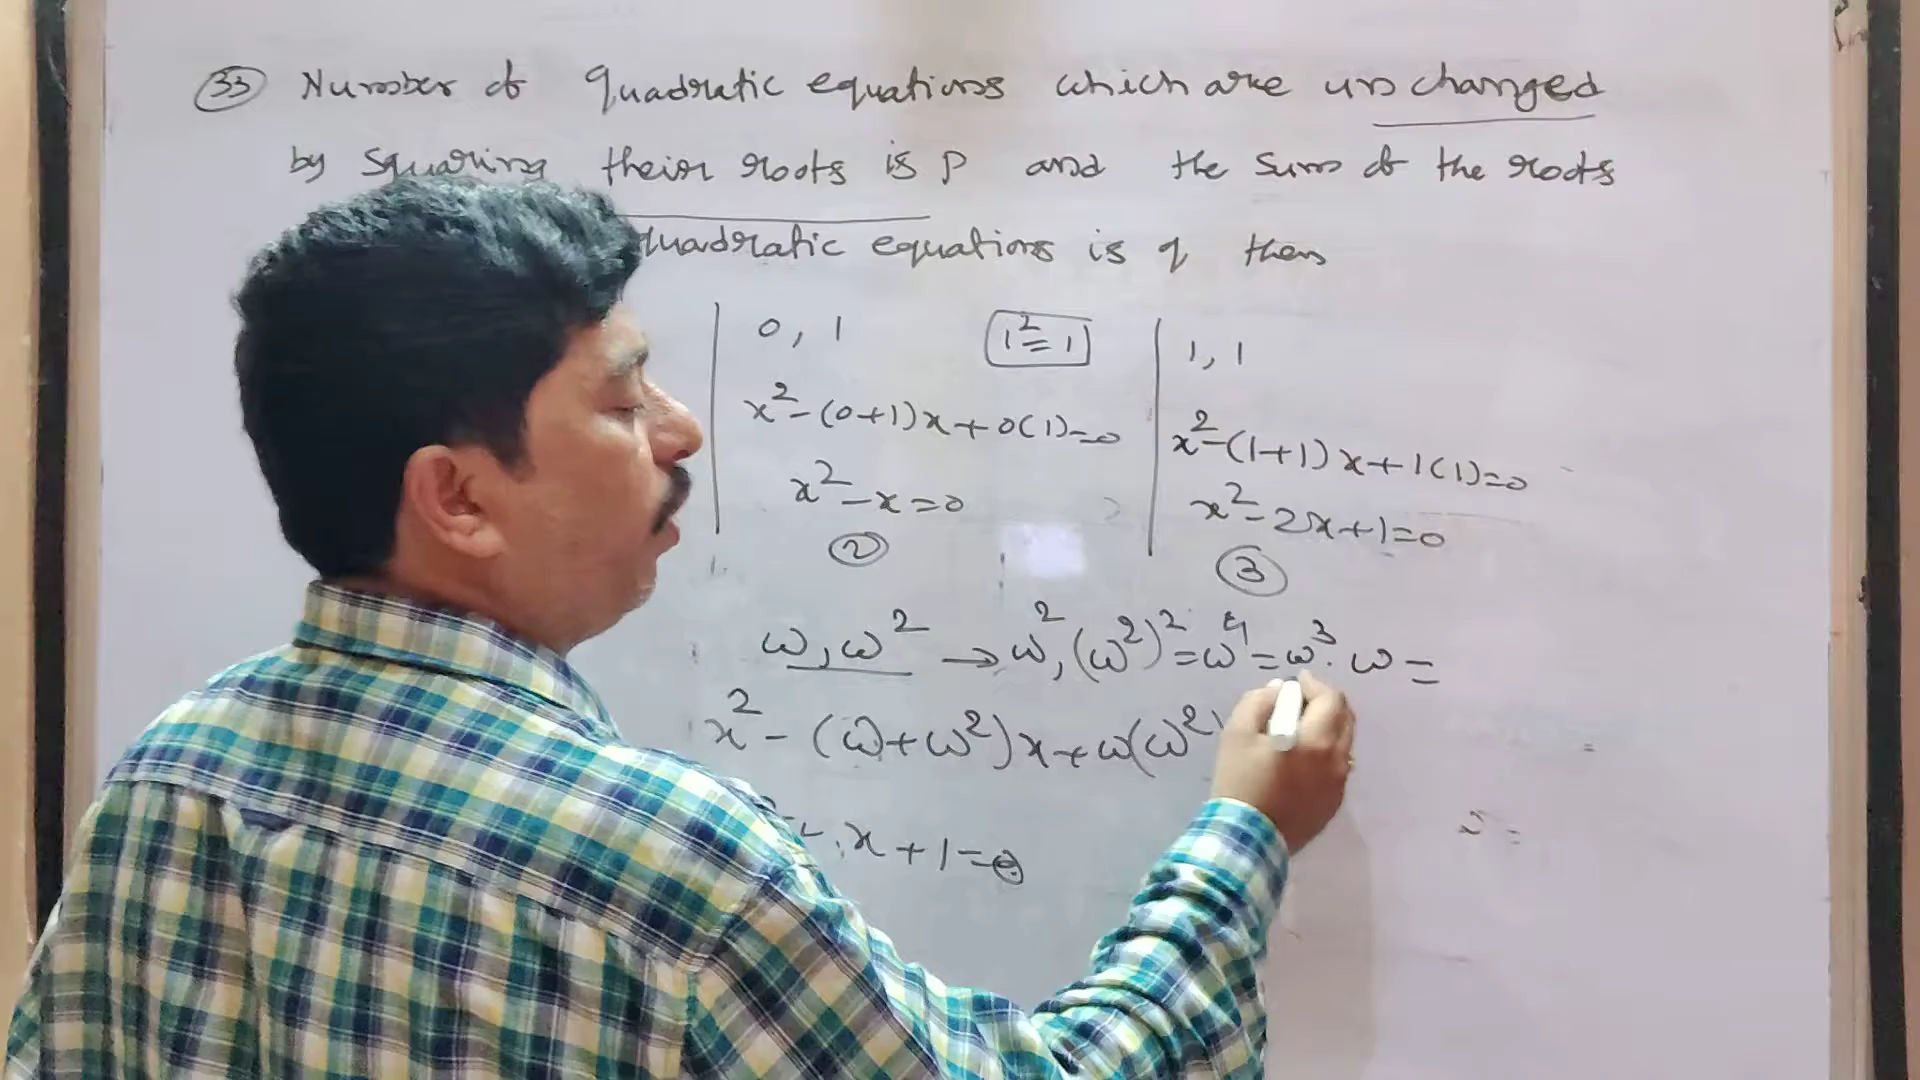 33 Number of quadratic equations which are unchanged
by squaring their roots is p and the sum of the roots
quadratic equations is q then
0, 1
x² - (0+1)x + 0(1) = 0
x² - x = 0
2
1² = 1
1, 1
x² - (1+1)x + 1(1) = 0
x² - 2x + 1 = 0
3
ω, ω² → ω², (ω²)² = ω⁴ = ω³ . ω =
x² - (ω + ω²)x + ω(ω²)
x + 1 = 0